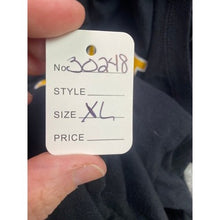 No 30248
STYLE
SIZE XL
PRICE